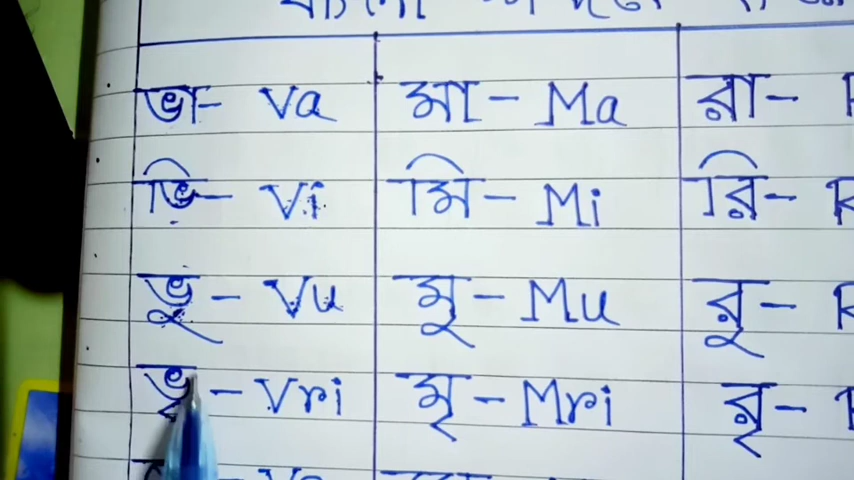 বাংলা
ভা- Va মা - Ma রা-
ভি- Vi মি - Mi রি-
ভু - Vu মু - Mu রু-
ভৃ - Vri মৃ - Mri রৃ-